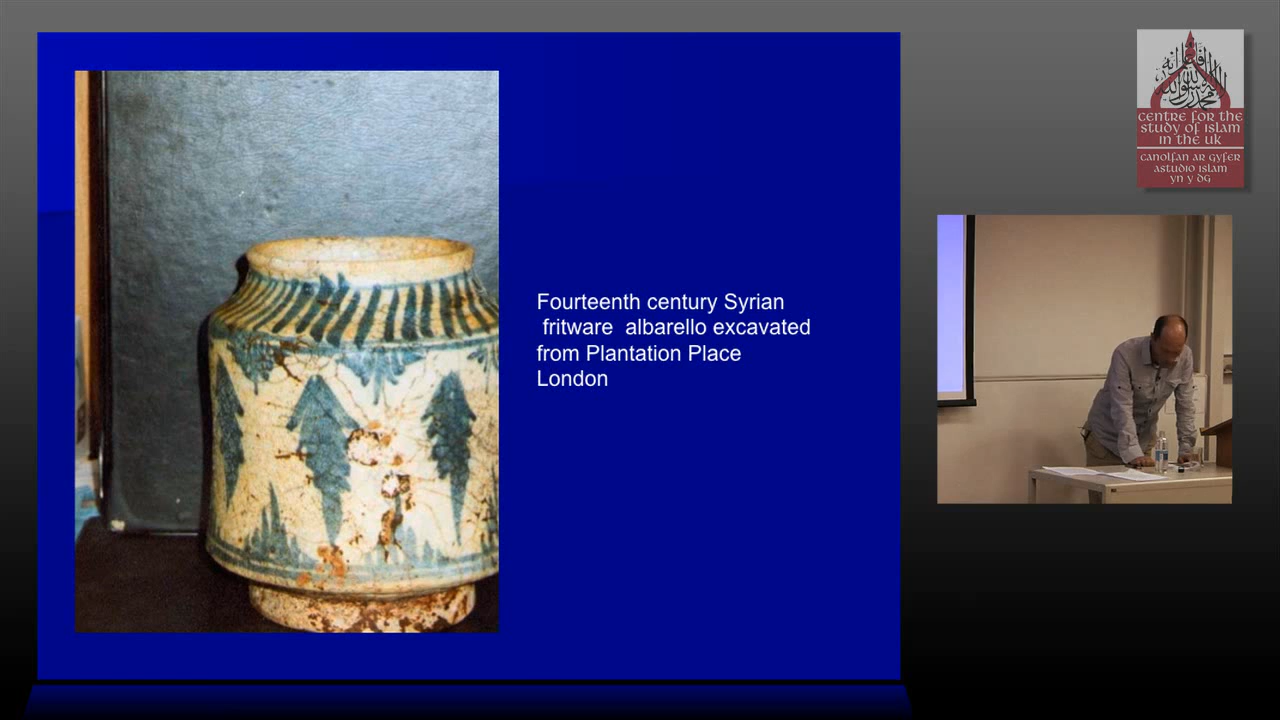 Fourteenth century Syrian
fritware albarello excavated
from Plantation Place
London
CENTRE FOR THE
STUDY OF ISLAM
IN THE UK
CANOLFAN AR GYFER
ASTUDIO ISLAM
YN Y DG